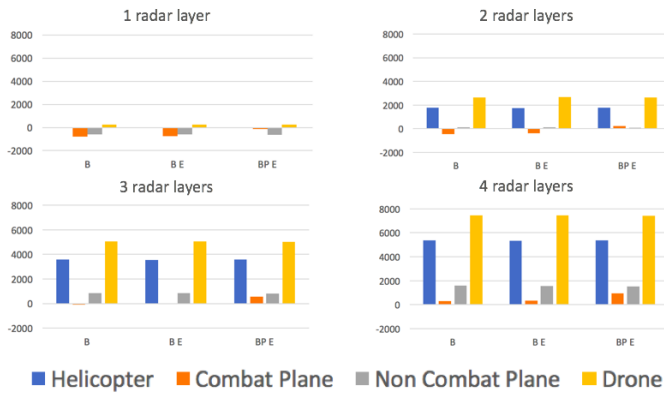 1 radar layer
8000
6000
4000
2000
0
-2000
B
B E
BP E
2 radar layers
8000
6000
4000
2000
0
-2000
B
B E
BP E
3 radar layers
8000
6000
4000
2000
0
-2000
B
B E
BP E
4 radar layers
8000
6000
4000
2000
0
-2000
B
B E
BP E
Helicopter Combat Plane Non Combat Plane Drone